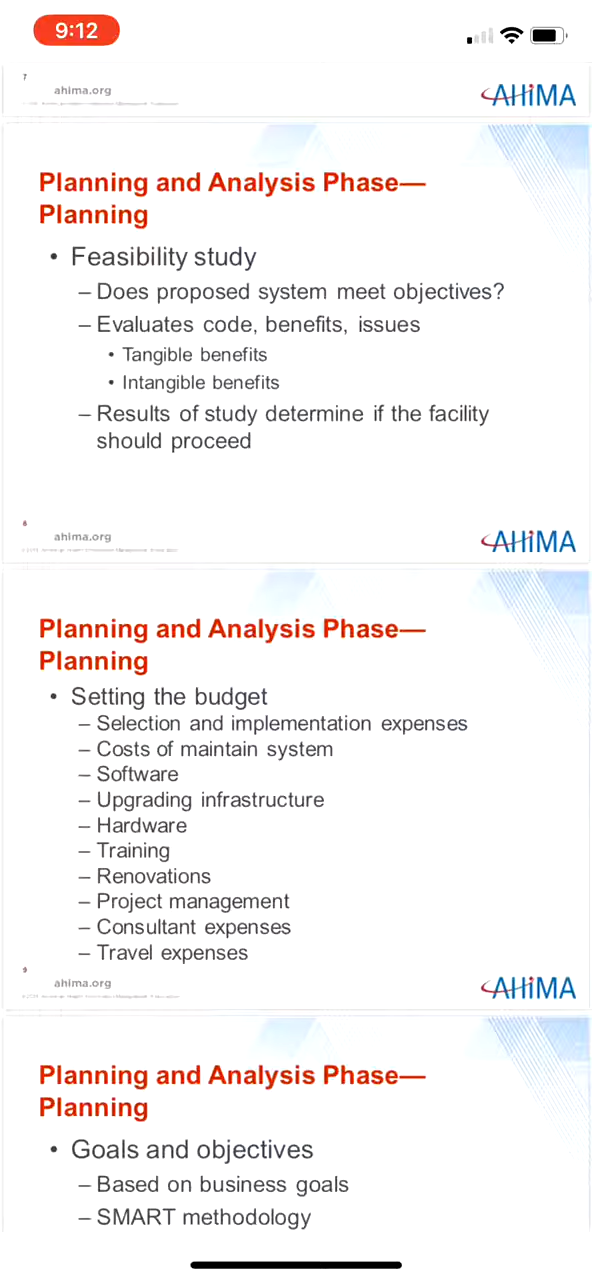 9:12
7
ahima.org
AHiMA
Planning and Analysis Phase—
Planning
• Feasibility study
– Does proposed system meet objectives?
– Evaluates code, benefits, issues
• Tangible benefits
• Intangible benefits
– Results of study determine if the facility
should proceed
8
ahima.org
AHiMA
Planning and Analysis Phase—
Planning
• Setting the budget
– Selection and implementation expenses
– Costs of maintain system
– Software
– Upgrading infrastructure
– Hardware
– Training
– Renovations
– Project management
– Consultant expenses
– Travel expenses
9
ahima.org
AHiMA
Planning and Analysis Phase—
Planning
• Goals and objectives
– Based on business goals
– SMART methodology